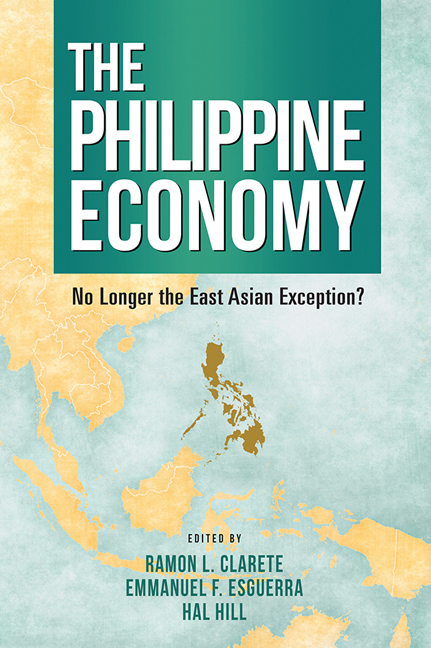 THE
PHILIPPINE
ECONOMY
No Longer the East Asian Exception?
EDITED BY
RAMON L. CLARETE
EMMANUEL F. ESGUERRA
HAL HILL